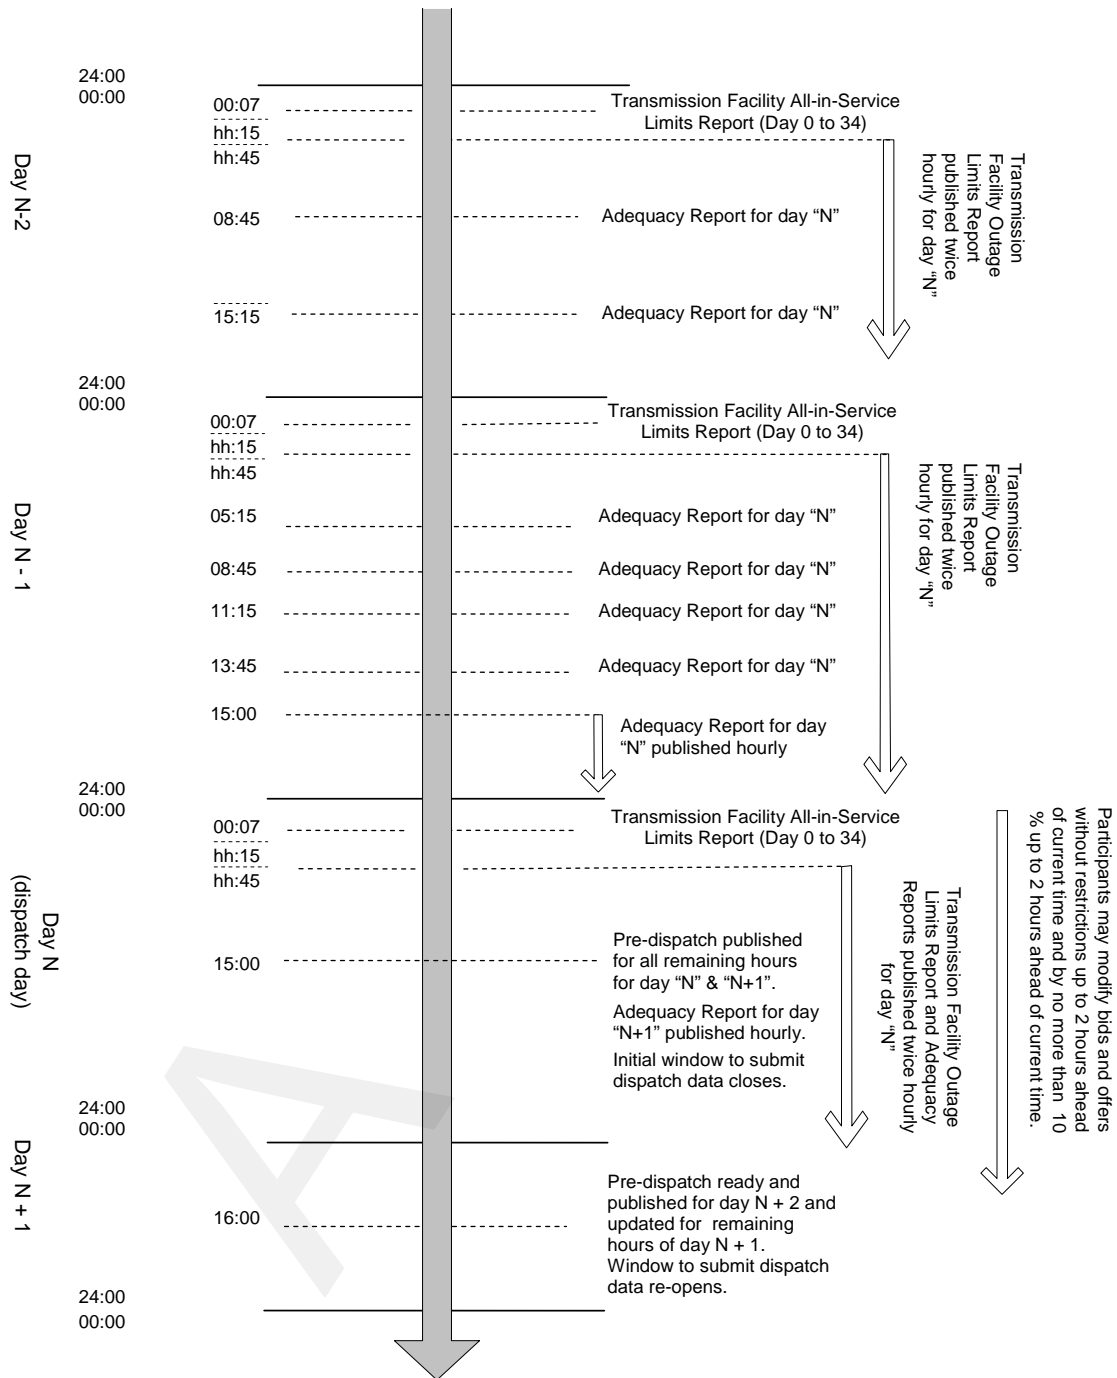 24:00
00:00
Day N-2
00:07
hh:15
hh:45
08:45
15:15
Transmission Facility All-in-Service
Limits Report (Day 0 to 34)
Adequacy Report for day “N”
Adequacy Report for day “N”
Transmission
Facility Outage
Limits Report
published twice
hourly for day “N”
24:00
00:00
Day N - 1
00:07
hh:15
hh:45
05:15
08:45
11:15
13:45
15:00
Transmission Facility All-in-Service
Limits Report (Day 0 to 34)
Adequacy Report for day “N”
Adequacy Report for day “N”
Adequacy Report for day “N”
Adequacy Report for day “N”
Adequacy Report for day
“N” published hourly
Transmission
Facility Outage
Limits Report
published twice
hourly for day “N”
24:00
00:00
Day N
(dispatch day)
00:07
hh:15
hh:45
15:00
Transmission Facility All-in-Service
Limits Report (Day 0 to 34)
Pre-dispatch published
for all remaining hours
for day “N” & “N+1”.
Adequacy Report for day
“N+1” published hourly.
Initial window to submit
dispatch data closes.
Transmission Facility Outage
Limits Report and Adequacy
Reports published twice hourly
for day “N”
Participants may modify bids and offers
without restrictions up to 2 hours ahead
of current time and by no more than 10
% up to 2 hours ahead of current time.
24:00
00:00
Day N + 1
16:00
Pre-dispatch ready and
published for day N + 2 and
updated for remaining
hours of day N + 1.
Window to submit dispatch
data re-opens.
24:00
00:00
A